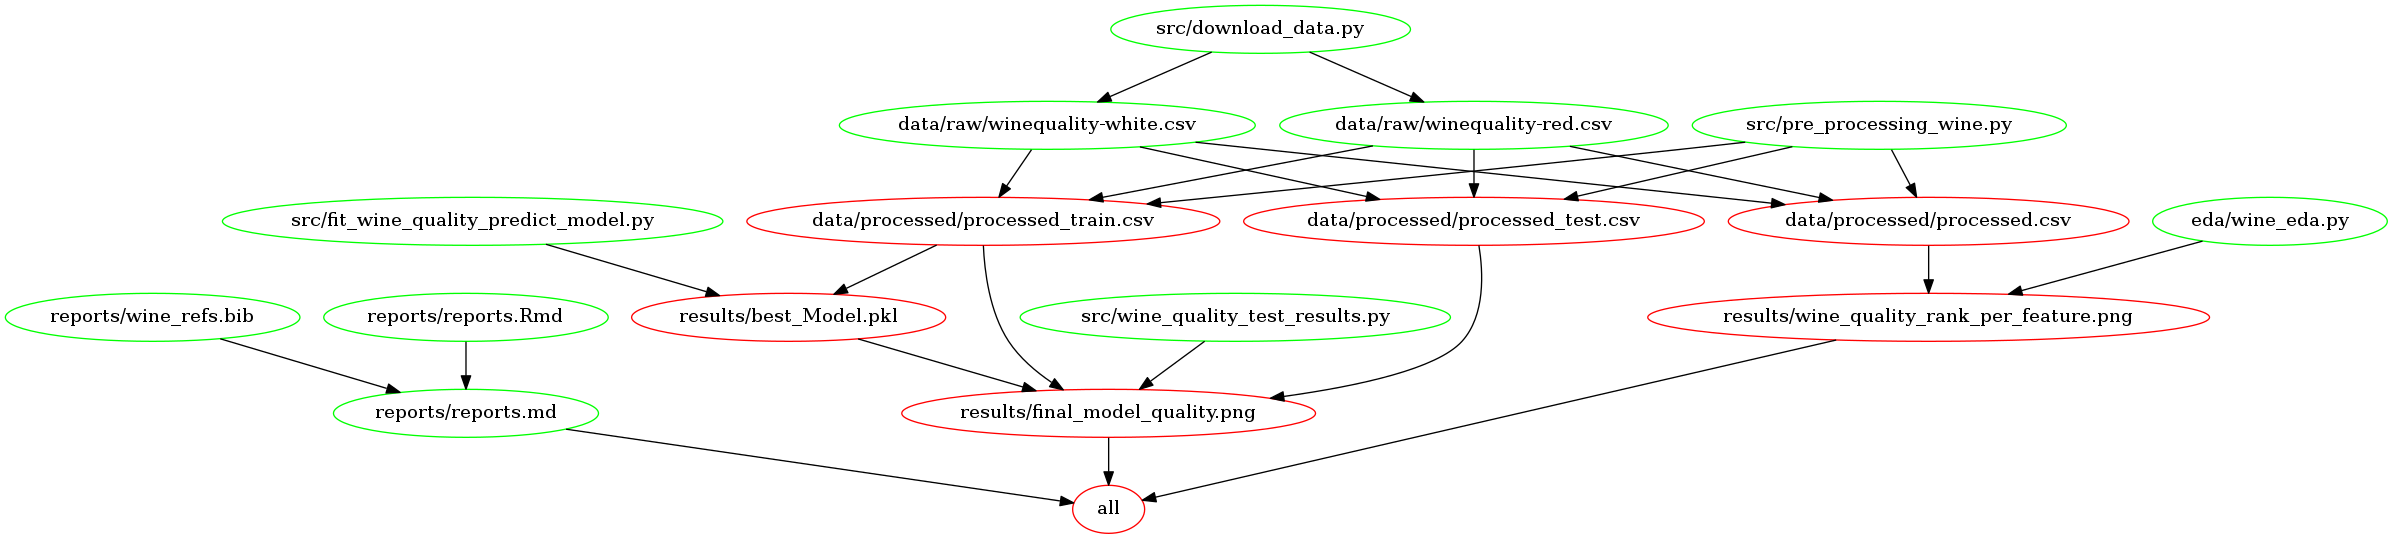 src/download_data.py
data/raw/winequality-white.csv
data/raw/winequality-red.csv
src/pre_processing_wine.py
src/fit_wine_quality_predict_model.py
data/processed/processed_train.csv
data/processed/processed_test.csv
data/processed/processed.csv
eda/wine_eda.py
reports/wine_refs.bib
reports/reports.Rmd
results/best_Model.pkl
src/wine_quality_test_results.py
results/wine_quality_rank_per_feature.png
reports/reports.md
results/final_model_quality.png
all